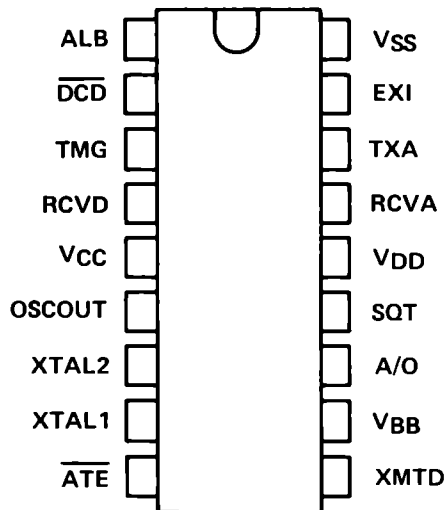 ALB VSS
DCD EXI
TMG TXA
RCVD RCVA
VCC VDD
OSCOUT SQT
XTAL2 A/O
XTAL1 VBB
ATE XMTD